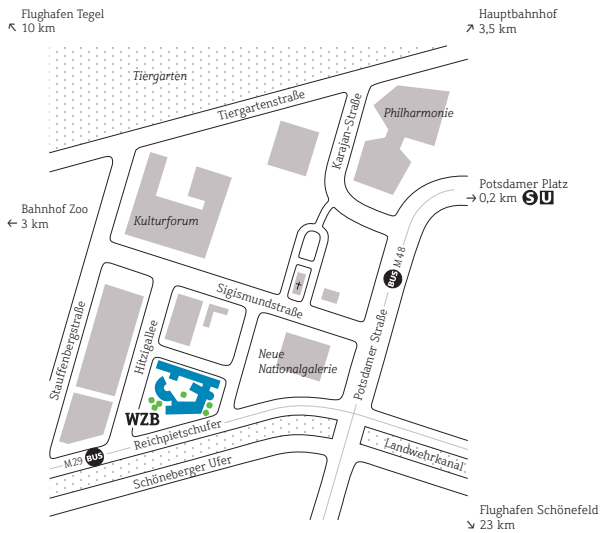 Flughafen Tegel
↖ 10 km
Hauptbahnhof
↗ 3,5 km
Tiergarten
Tiergartenstraße
Karajan-Straße
Philharmonie
Potsdamer Platz
→ 0,2 km S U
Bahnhof Zoo
← 3 km
Kulturforum
BUS M48
Sigismundstraße
Stauffenbergstraße
Hitzigallee
Neue
Nationalgalerie
Potsdamer Straße
WZB
Reichpietschufer
M29 BUS
Schöneberger Ufer
Landwehrkanal
Flughafen Schönefeld
↘ 23 km